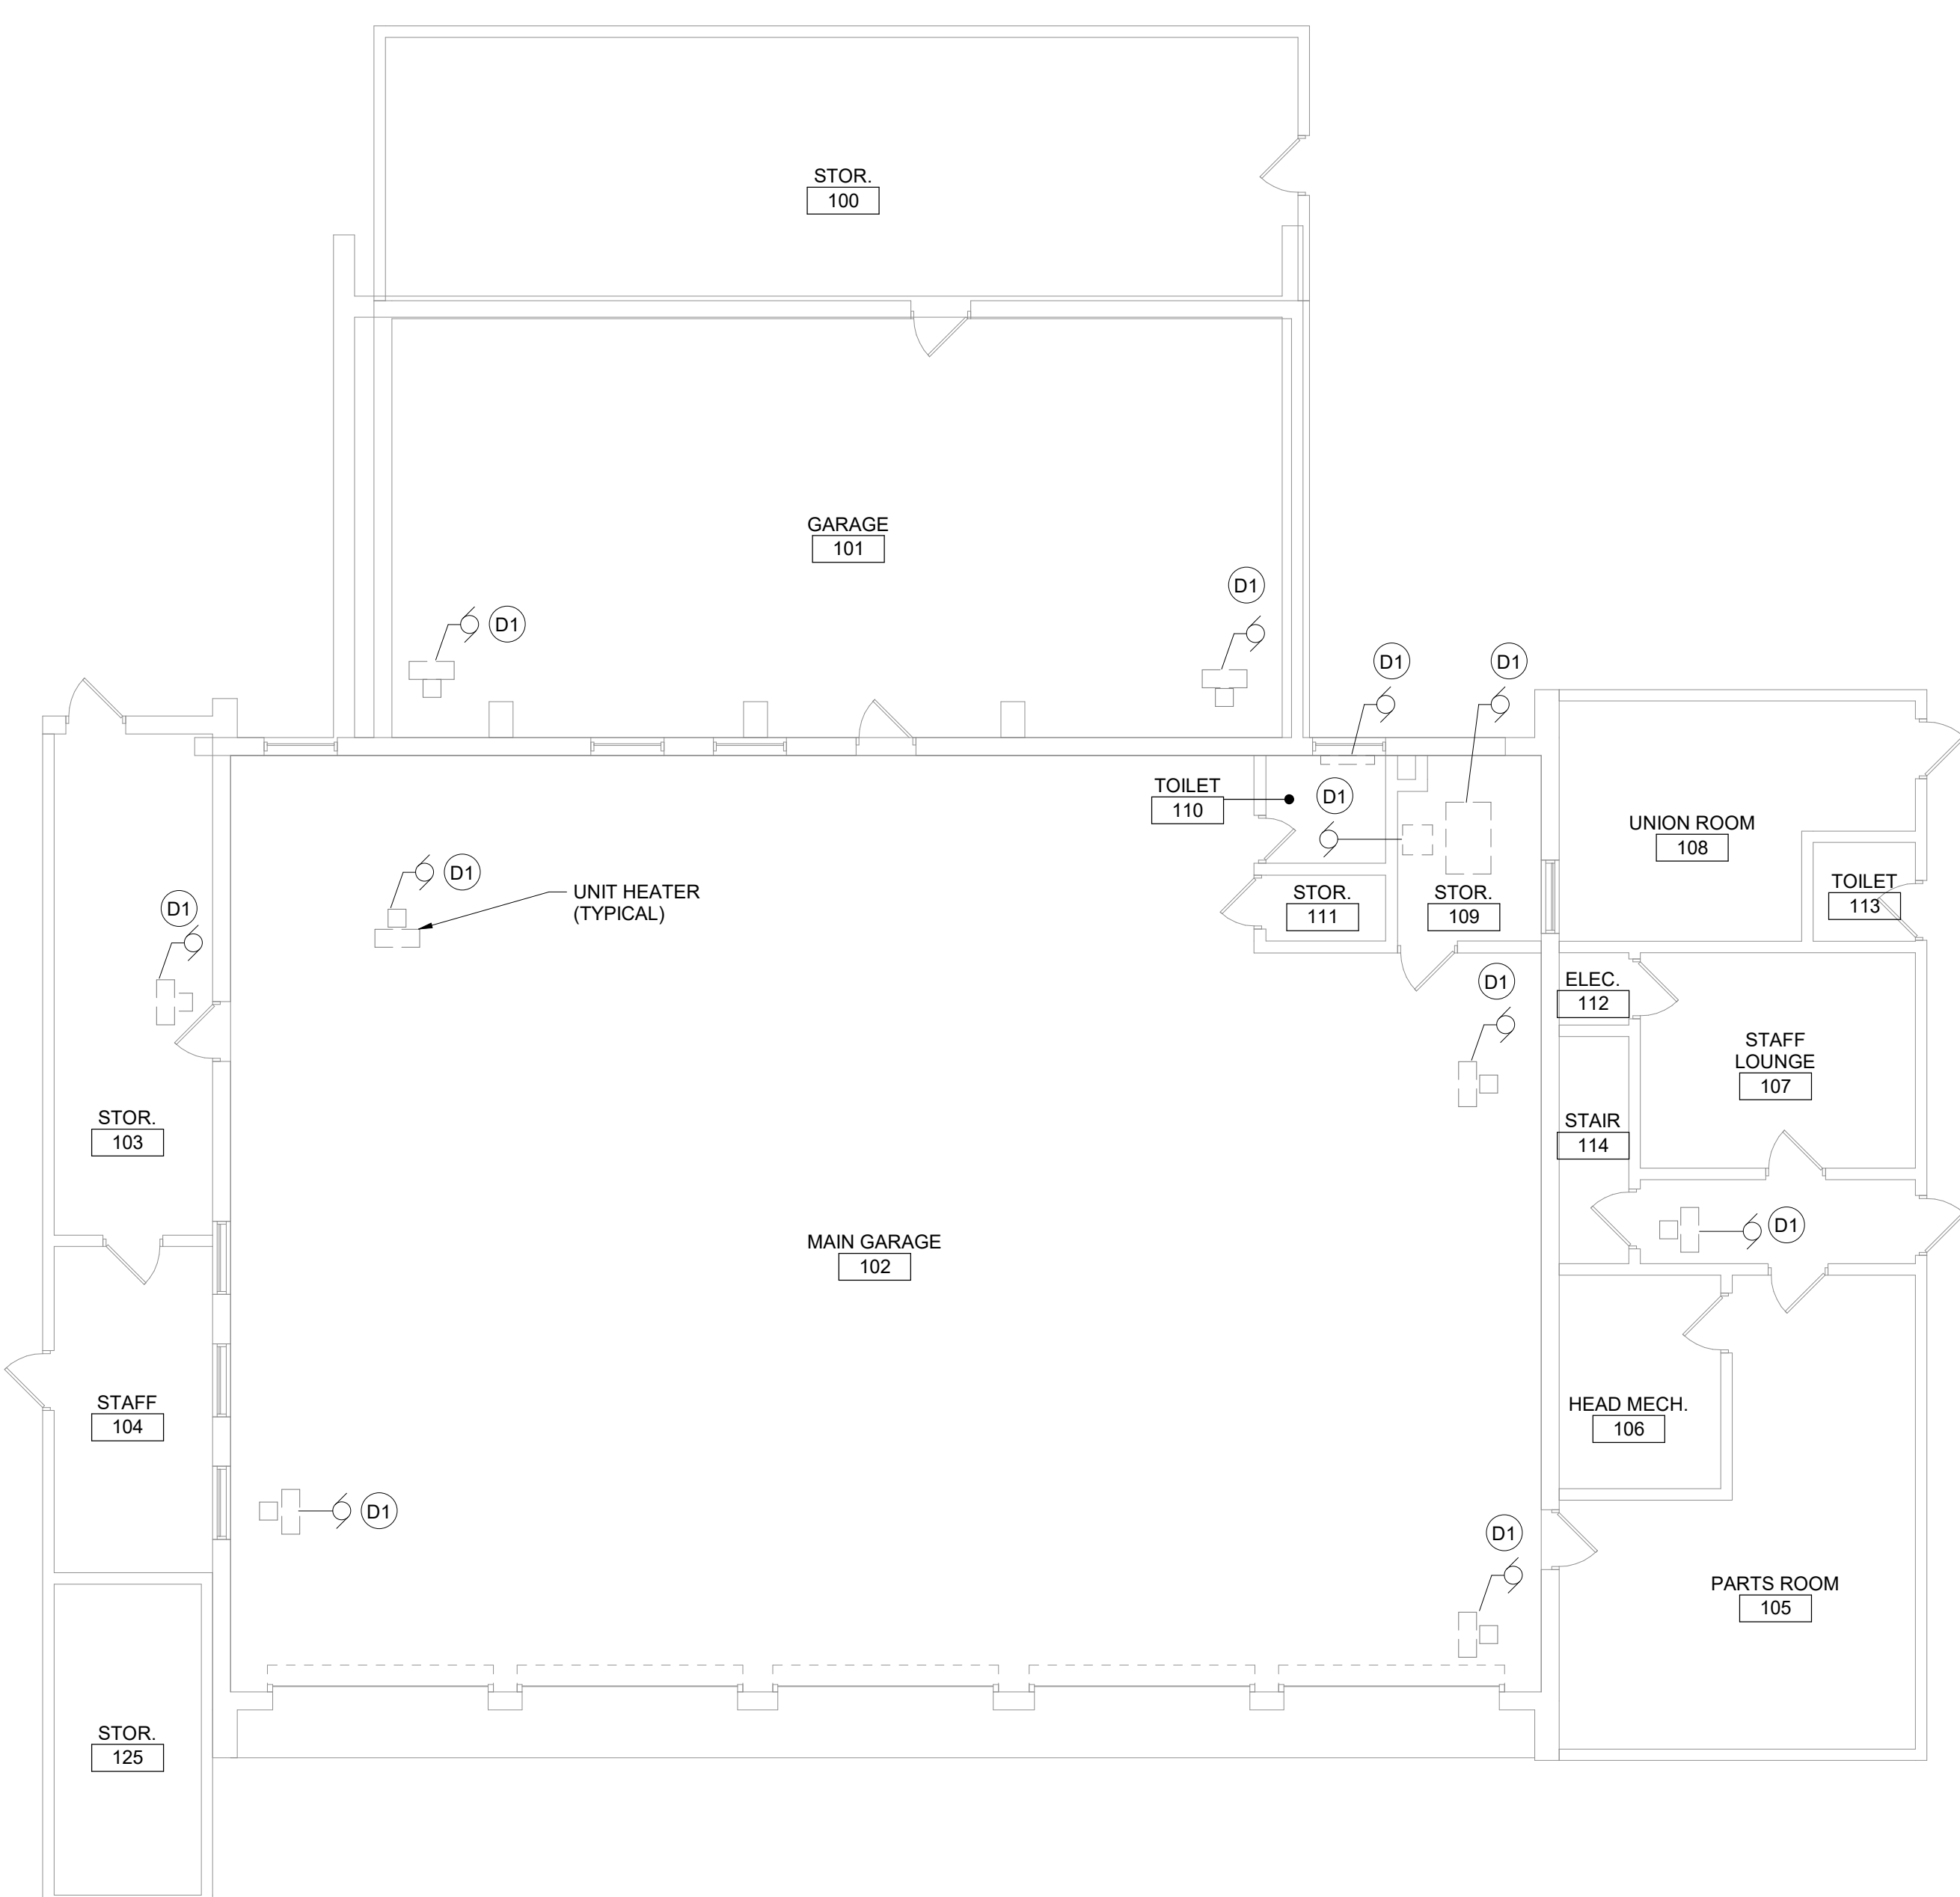 STOR.
100
GARAGE
101
D1
D1
D1
D1
TOILET
110
D1
UNION ROOM
108
D1
UNIT HEATER
(TYPICAL)
D1
STOR.
111
STOR.
109
TOILET
113
D1
ELEC.
112
STAFF
LOUNGE
107
STOR.
103
STAIR
114
D1
MAIN GARAGE
102
STAFF
104
HEAD MECH.
106
D1
D1
PARTS ROOM
105
STOR.
125